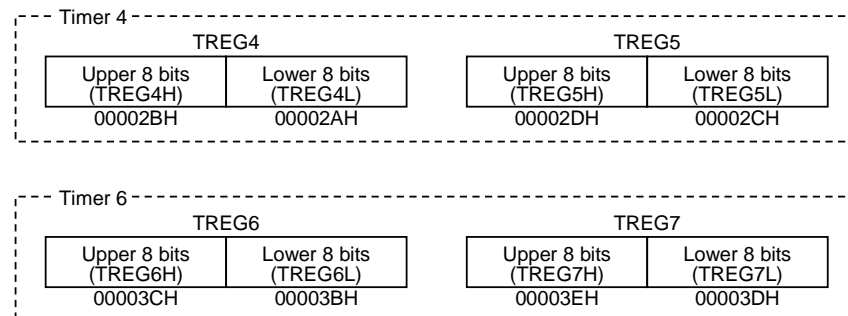 Timer 4
TREG4 TREG5
Upper 8 bits Lower 8 bits Upper 8 bits Lower 8 bits
(TREG4H) (TREG4L) (TREG5H) (TREG5L)
00002BH 00002AH 00002DH 00002CH
Timer 6
TREG6 TREG7
Upper 8 bits Lower 8 bits Upper 8 bits Lower 8 bits
(TREG6H) (TREG6L) (TREG7H) (TREG7L)
00003CH 00003BH 00003EH 00003DH